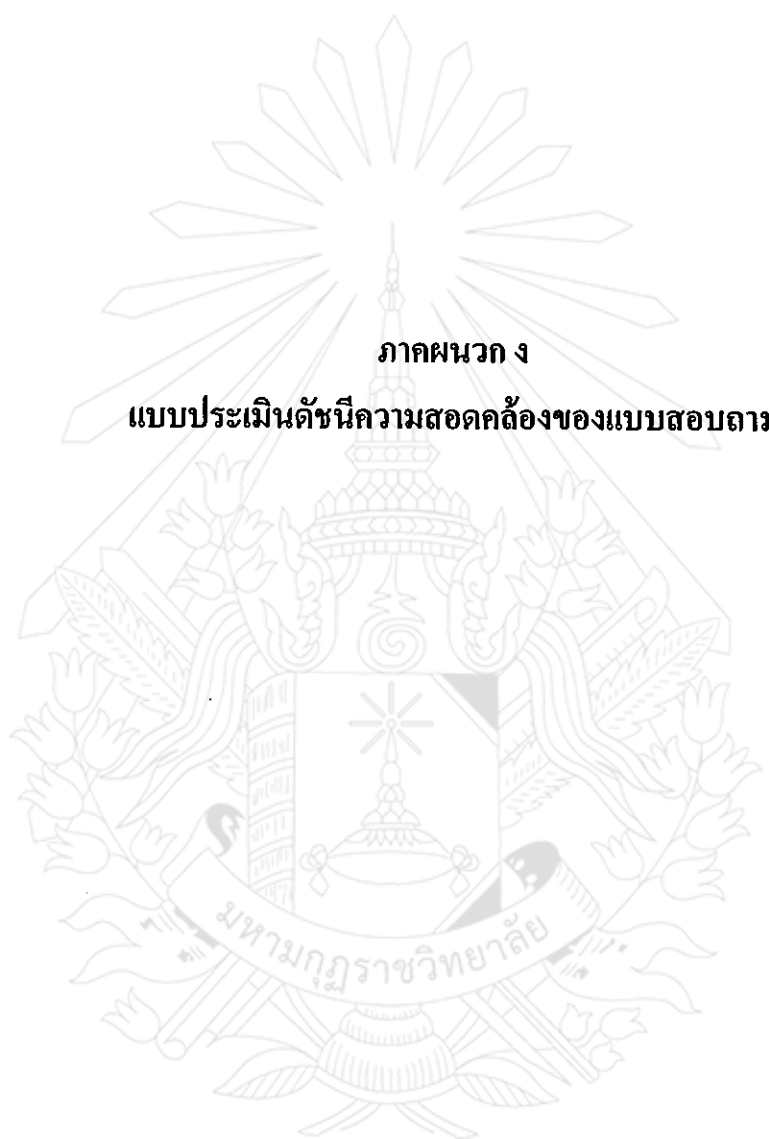 ภาคผนวก ง
แบบประเมินดัชนีความสอดคล้องของแบบสอบถาม
มหามกุฏราชวิทยาลัย